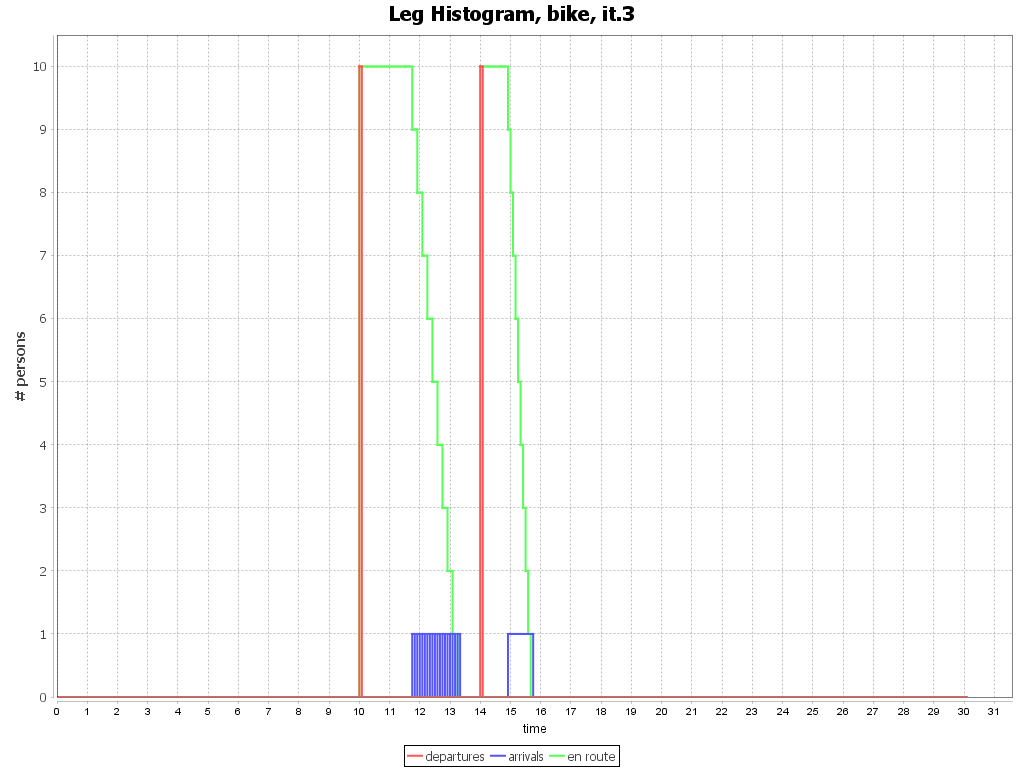 Leg Histogram, bike, it.3
# persons
10
9
8
7
6
5
4
3
2
1
0
0 1 2 3 4 5 6 7 8 9 10 11 12 13 14 15 16 17 18 19 20 21 22 23 24 25 26 27 28 29 30 31
time
departures arrivals en route